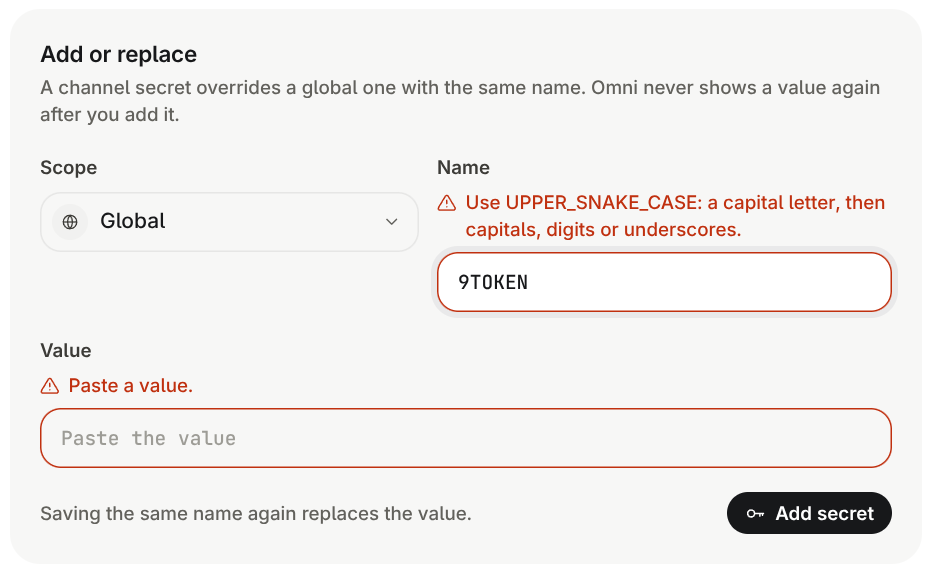 Add or replace
A channel secret overrides a global one with the same name. Omni never shows a value again
after you add it.
Scope
Global
Name
Use UPPER_SNAKE_CASE: a capital letter, then
capitals, digits or underscores.
9TOKEN
Value
Paste a value.
Paste the value
Saving the same name again replaces the value.
Add secret